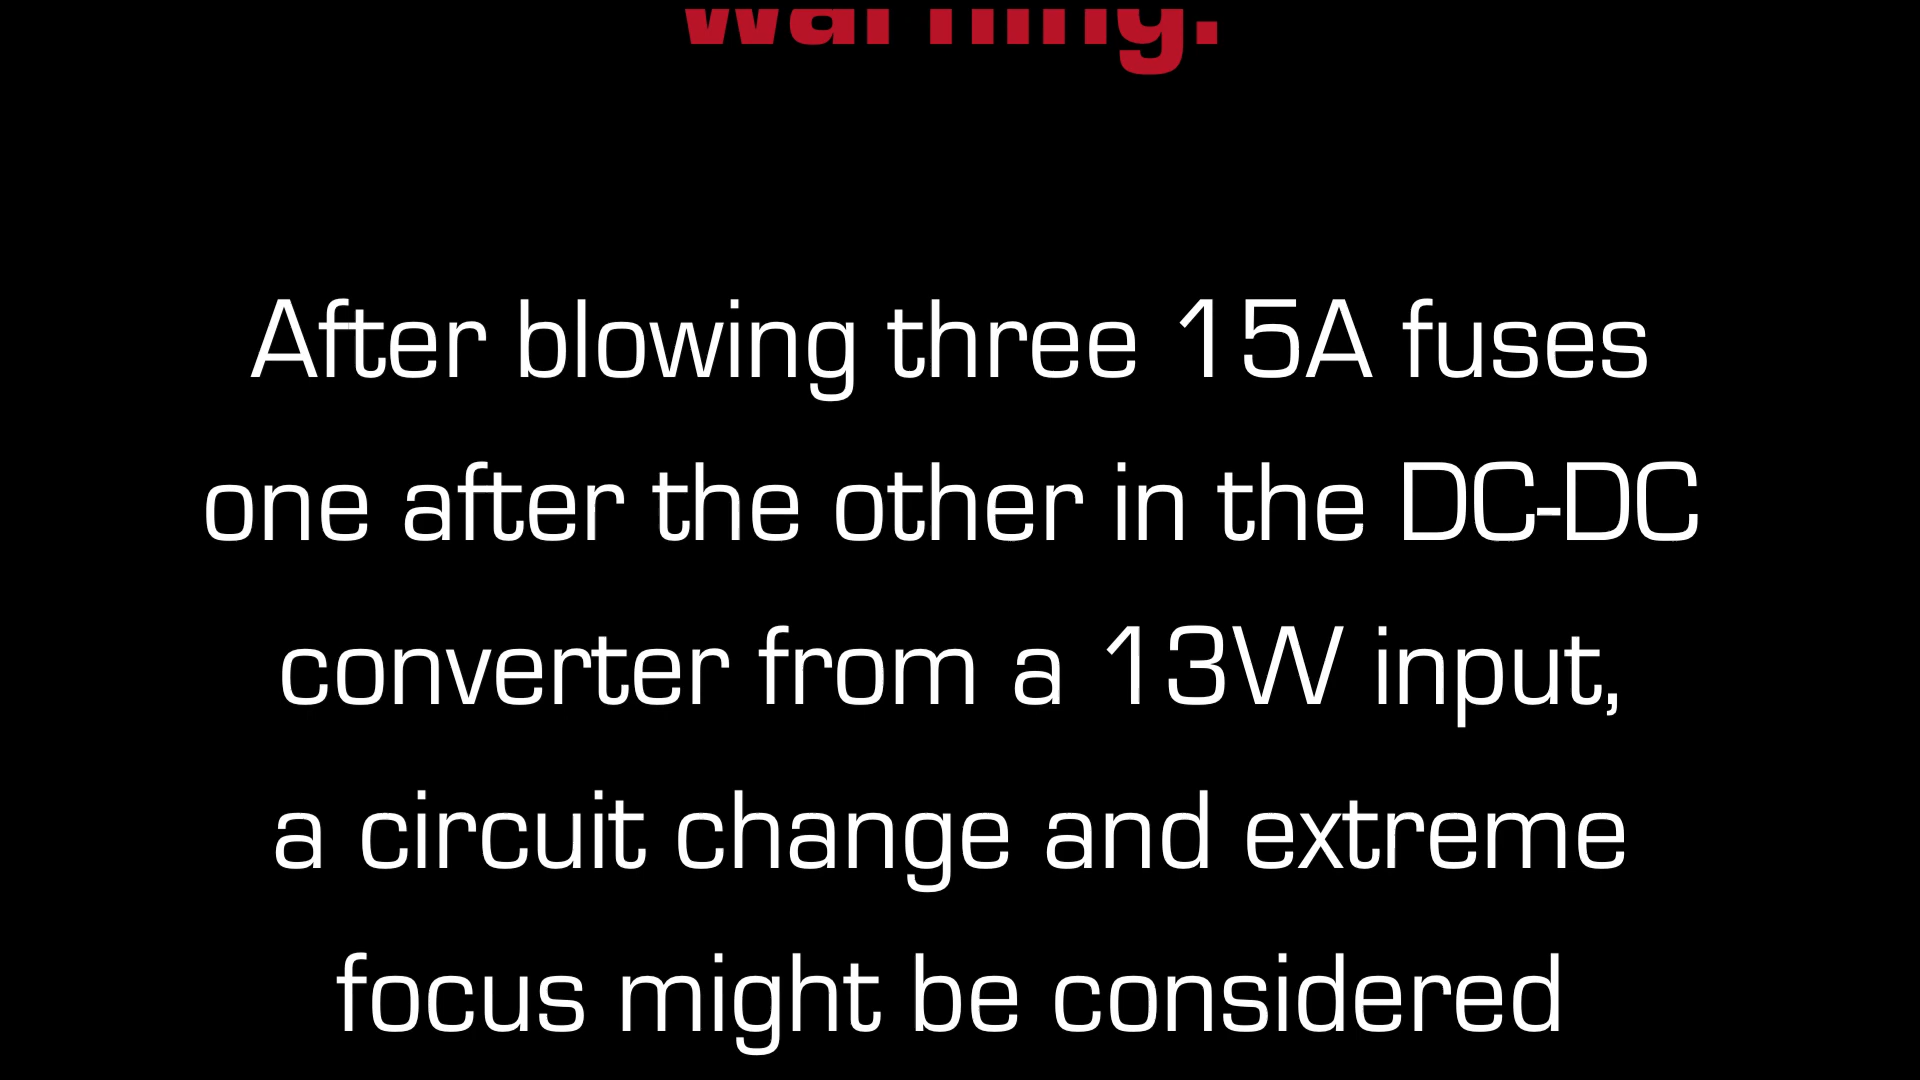 warning.
After blowing three 15A fuses
one after the other in the DC-DC
converter from a 13W input,
a circuit change and extreme
focus might be considered